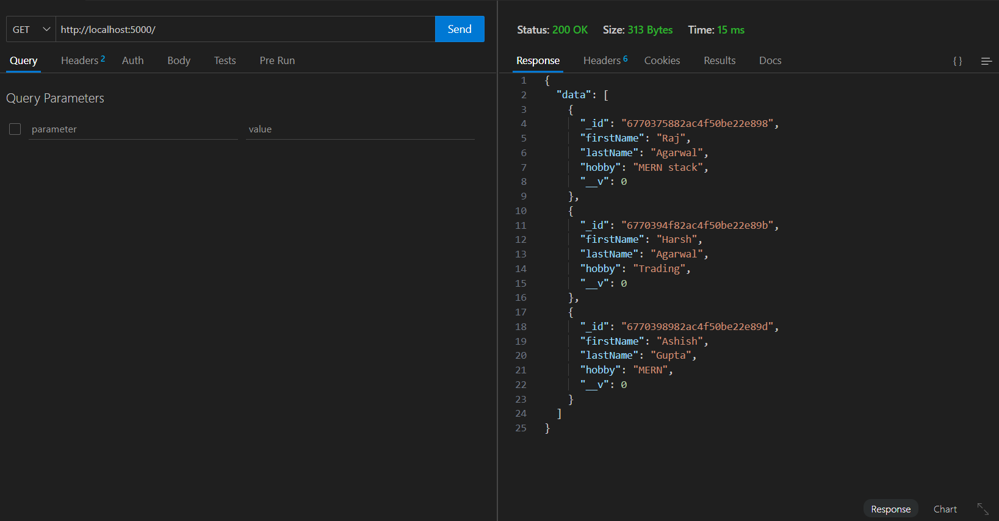 GET http://localhost:5000/ Send
Query Headers 2 Auth Body Tests Pre Run
Query Parameters
parameter value
Status: 200 OK Size: 313 Bytes Time: 15 ms
Response Headers 6 Cookies Results Docs {}
1 {
2 "data": [
3 {
4 "_id": "6770375882ac4f50be22e898",
5 "firstName": "Raj",
6 "lastName": "Agarwal",
7 "hobby": "MERN stack",
8 "__v": 0
9 },
10 {
11 "_id": "6770394f82ac4f50be22e89b",
12 "firstName": "Harsh",
13 "lastName": "Agarwal",
14 "hobby": "Trading",
15 "__v": 0
16 },
17 {
18 "_id": "6770398982ac4f50be22e89d",
19 "firstName": "Ashish",
20 "lastName": "Gupta",
21 "hobby": "MERN",
22 "__v": 0
23 }
24 ]
25 }
Response Chart